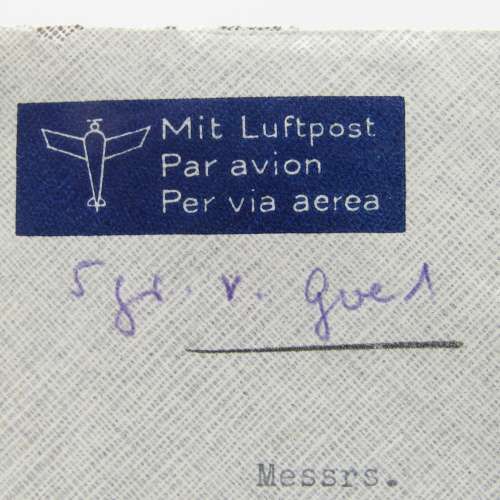 Mit Luftpost
Par avion
Per via aerea
5 gr. v.
Messrs.